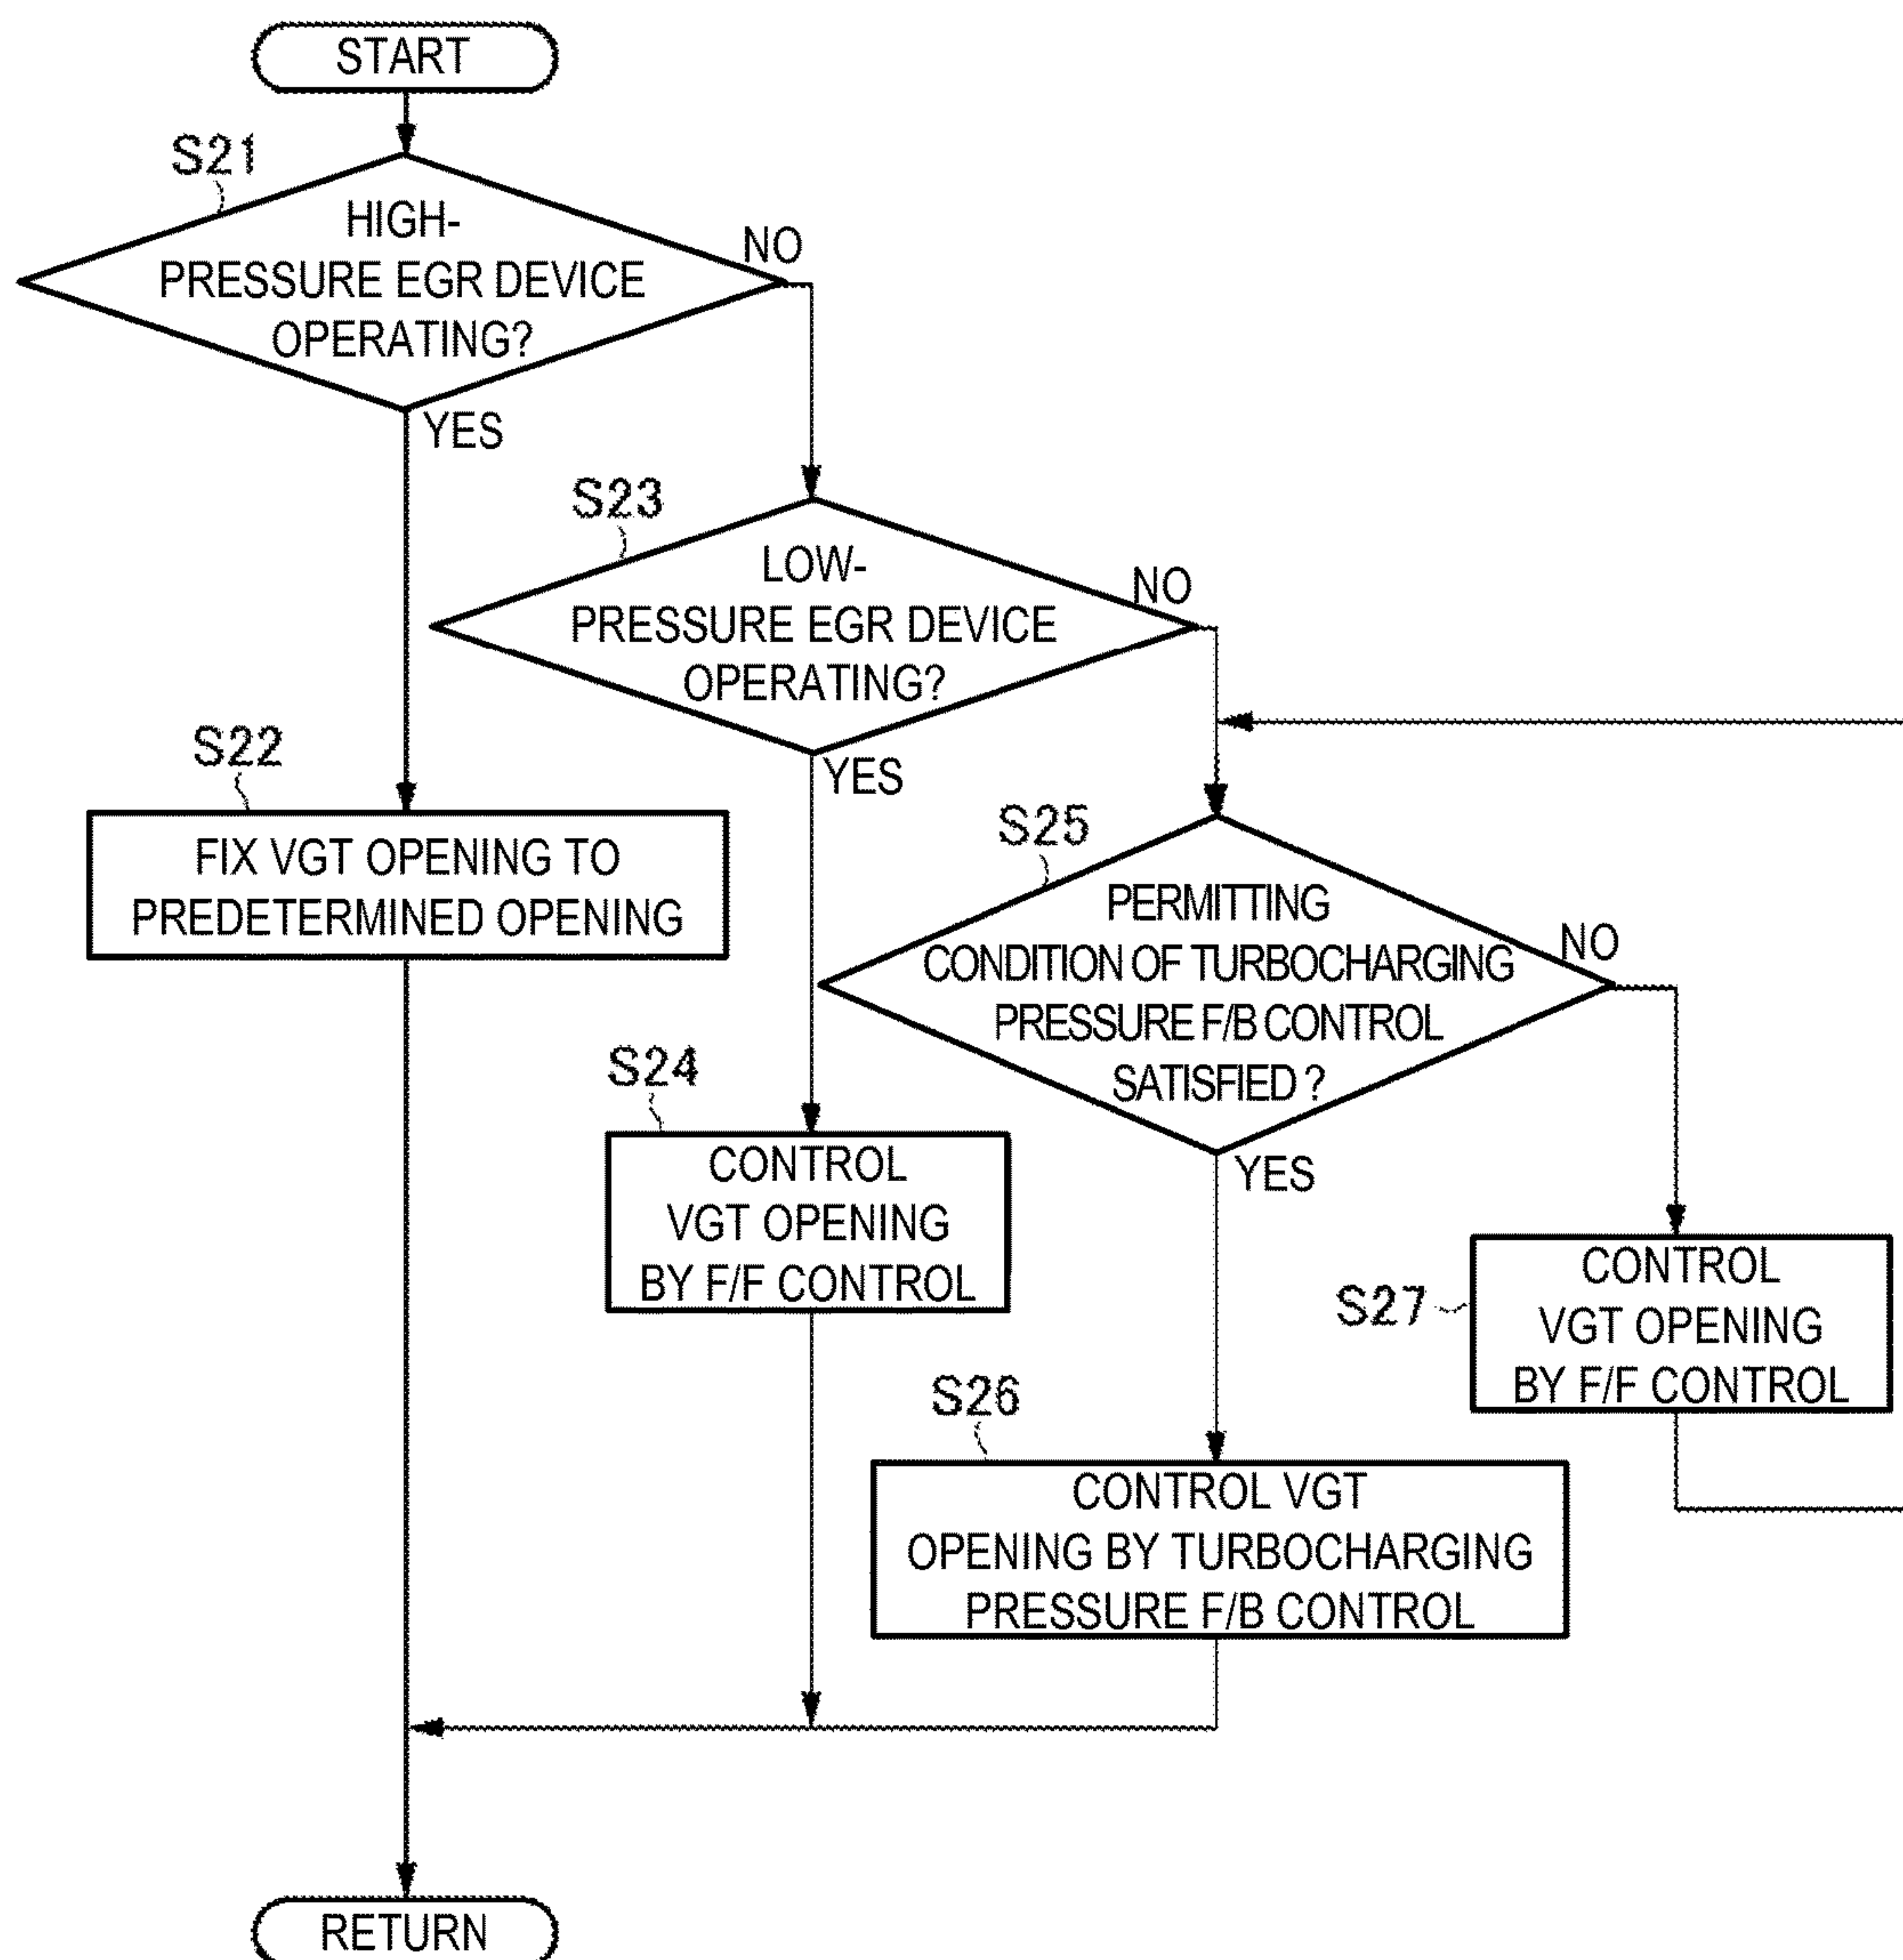 START
S21
HIGH-
PRESSURE EGR DEVICE
OPERATING?
NO
YES
S23
LOW-
PRESSURE EGR DEVICE
OPERATING?
NO
YES
S22
FIX VGT OPENING TO
PREDETERMINED OPENING
S25
PERMITTING
CONDITION OF TURBOCHARGING
PRESSURE F/B CONTROL
SATISFIED ?
NO
YES
S24
CONTROL
VGT OPENING
BY F/F CONTROL
S27
CONTROL
VGT OPENING
BY F/F CONTROL
S26
CONTROL VGT
OPENING BY TURBOCHARGING
PRESSURE F/B CONTROL
RETURN